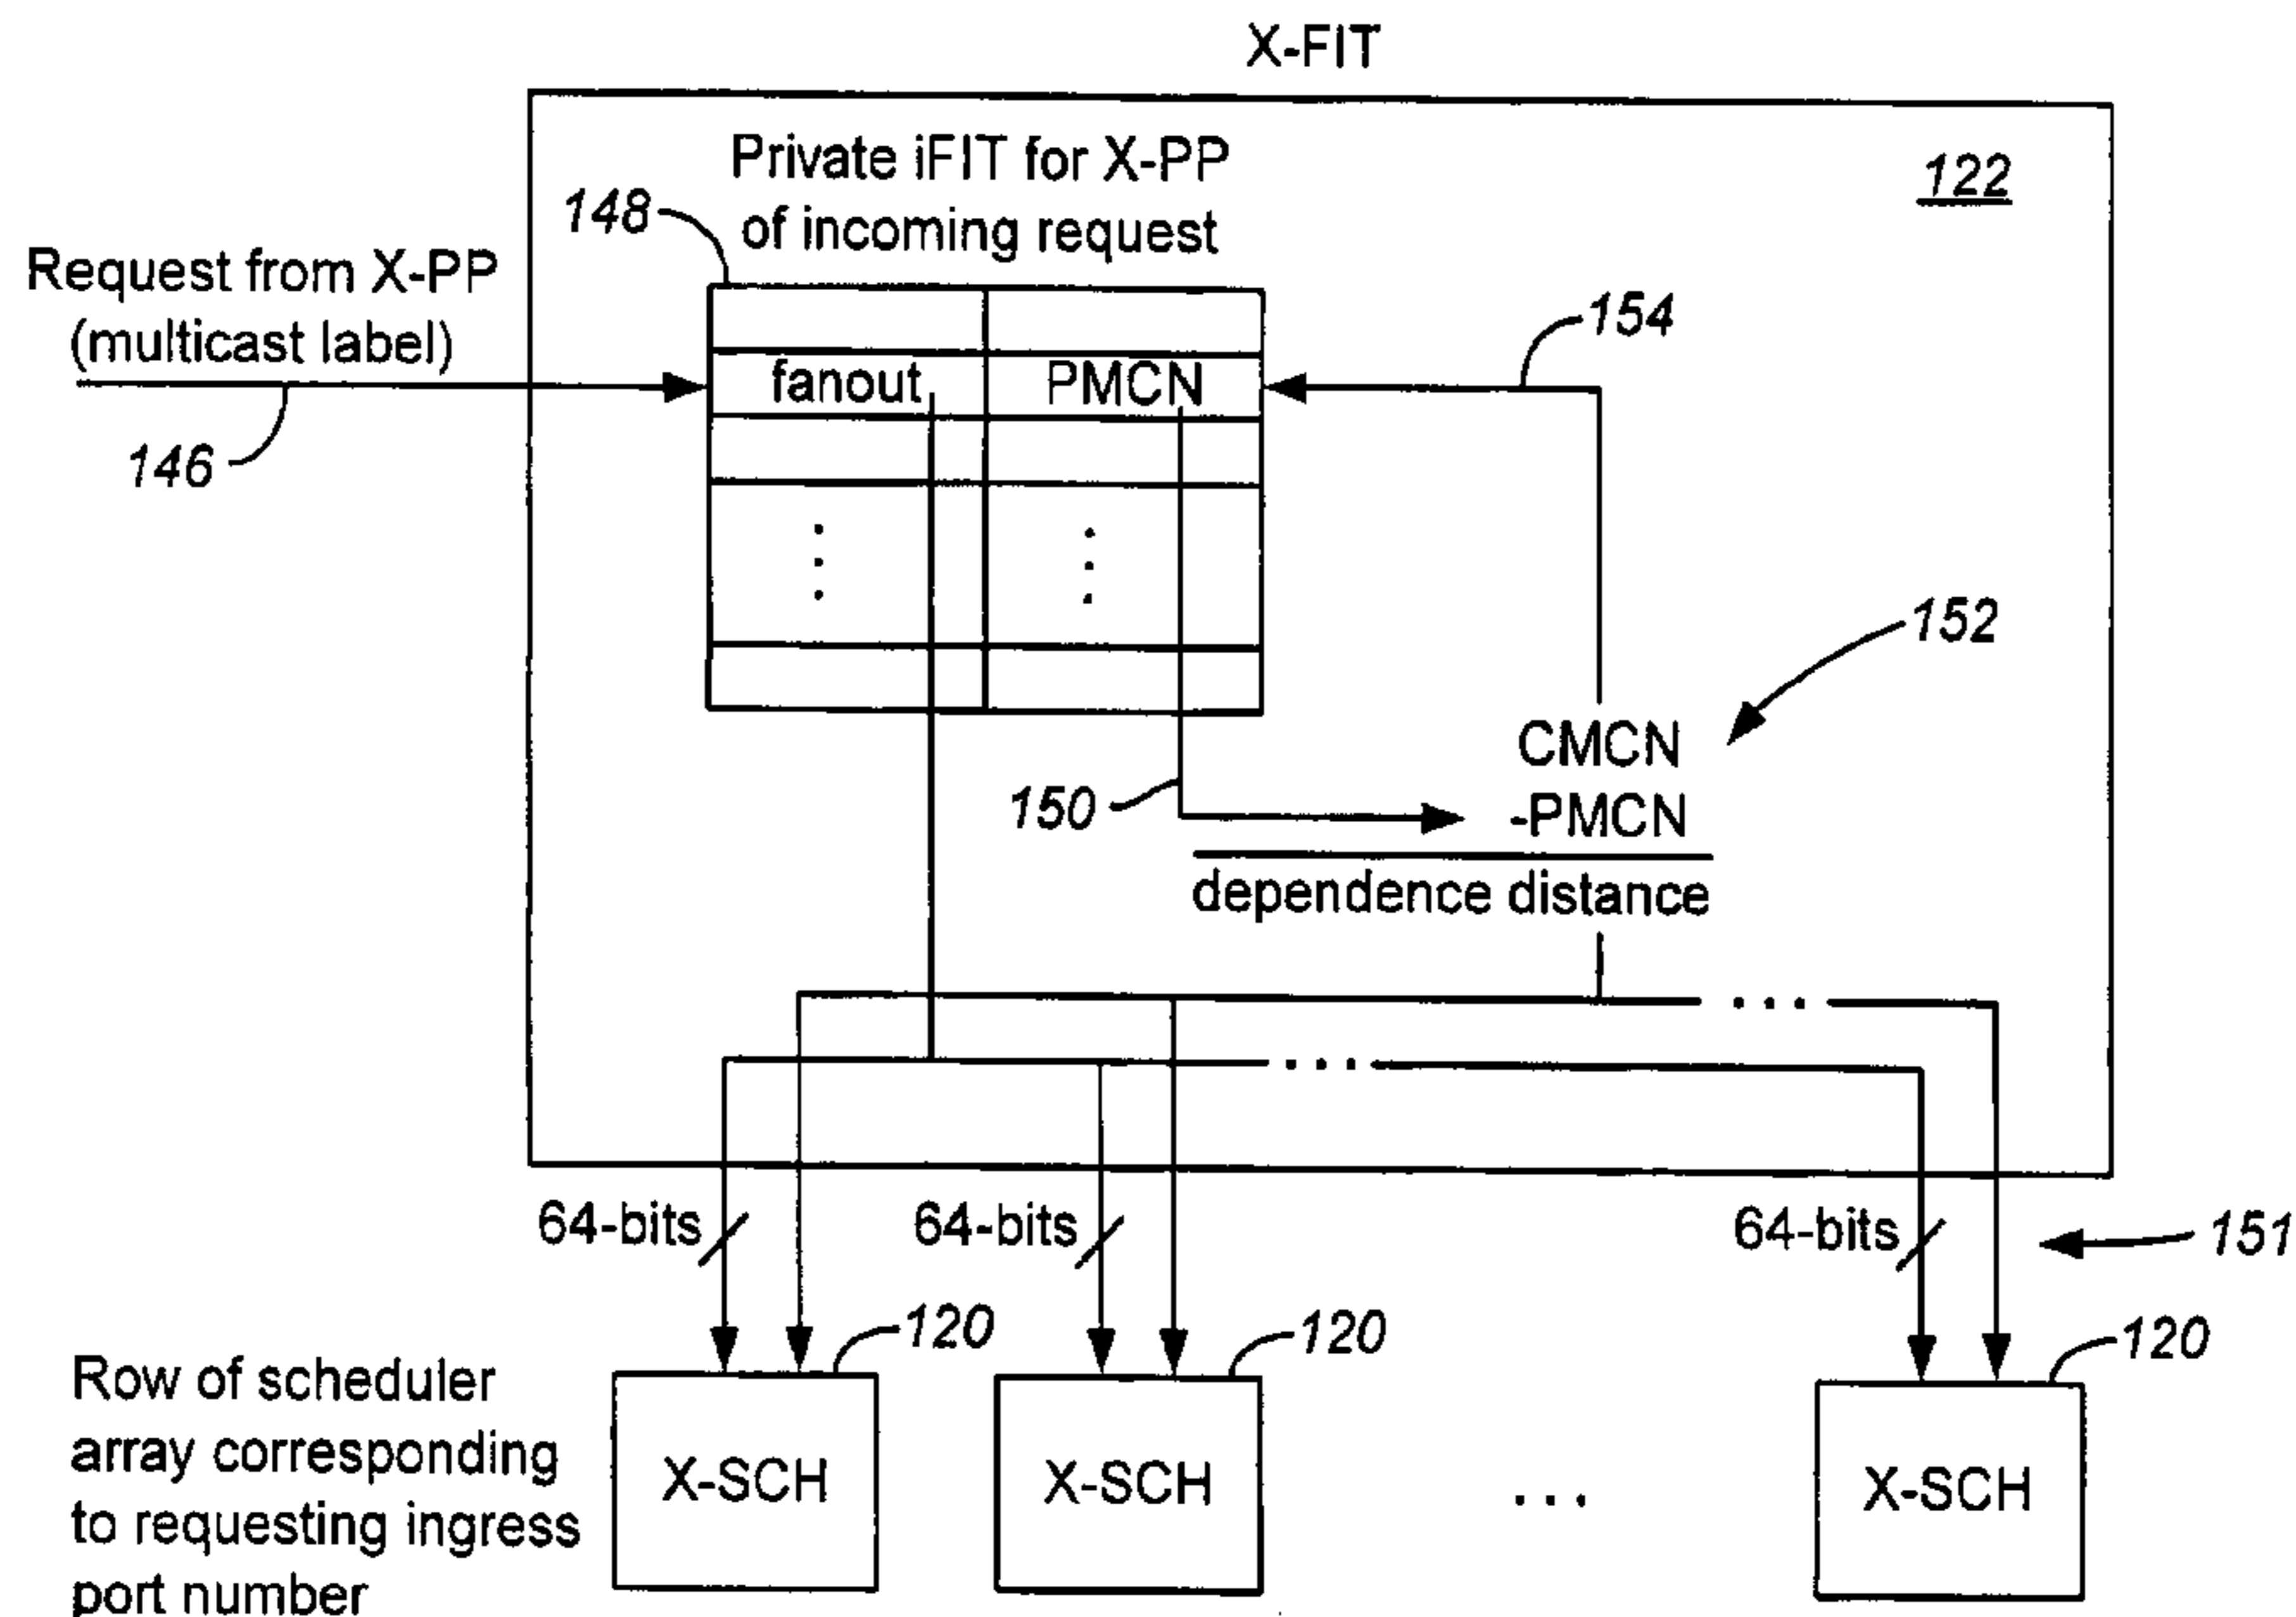 X-FIT
122
Private iFIT for X-PP
of incoming request
148
Request from X-PP
(multicast label)
146
154
fanout PMCN
152
CMCN
150
-PMCN
dependence distance
64-bits 64-bits 64-bits
151
120 120 120
Row of scheduler
array corresponding
to requesting ingress
port number
X-SCH X-SCH ... X-SCH